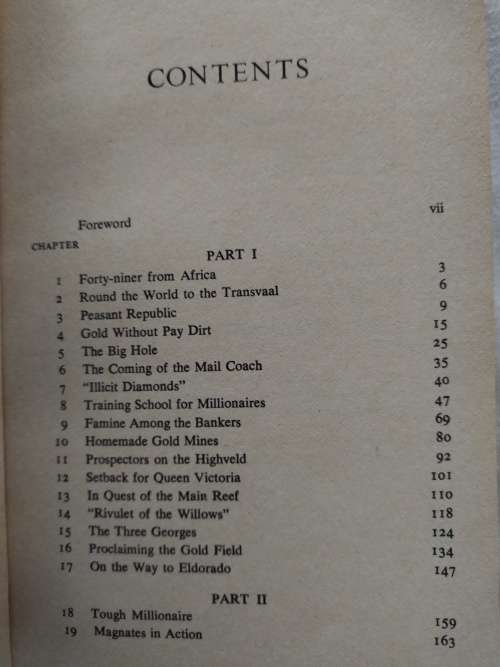 CONTENTS
Foreword vii
CHAPTER
PART I
1 Forty-niner from Africa 3
2 Round the World to the Transvaal 6
3 Peasant Republic 9
4 Gold Without Pay Dirt 15
5 The Big Hole 25
6 The Coming of the Mail Coach 35
7 "Illicit Diamonds" 40
8 Training School for Millionaires 47
9 Famine Among the Bankers 69
10 Homemade Gold Mines 80
11 Prospectors on the Highveld 92
12 Setback for Queen Victoria 101
13 In Quest of the Main Reef 110
14 "Rivulet of the Willows" 118
15 The Three Georges 124
16 Proclaiming the Gold Field 134
17 On the Way to Eldorado 147
PART II
18 Tough Millionaire 159
19 Magnates in Action 163